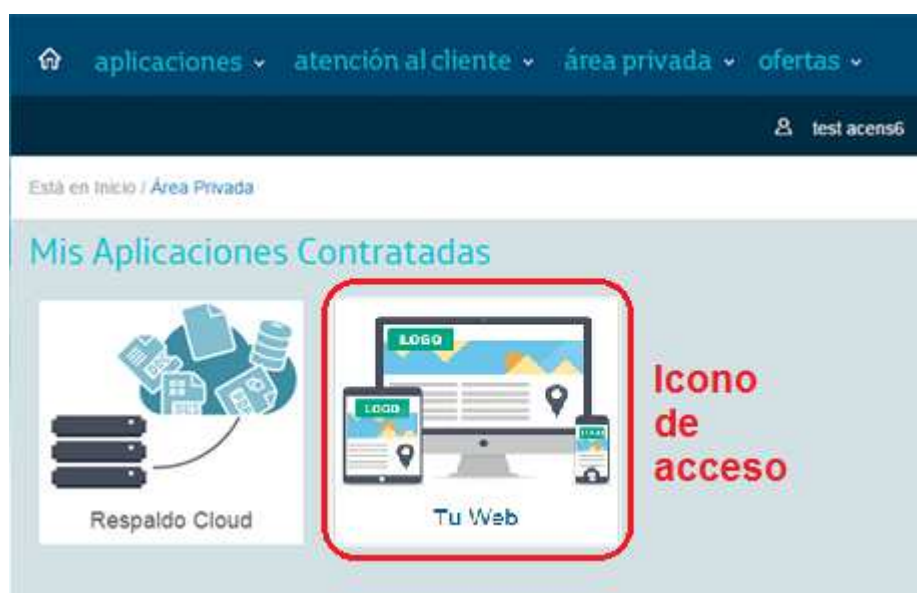 aplicaciones atención al cliente área privada ofertas
test acens6
Está en Inicio / Área Privada
Mis Aplicaciones Contratadas
LOGO
LOGO
Icono
de
acceso
Respaldo Cloud
Tu Web